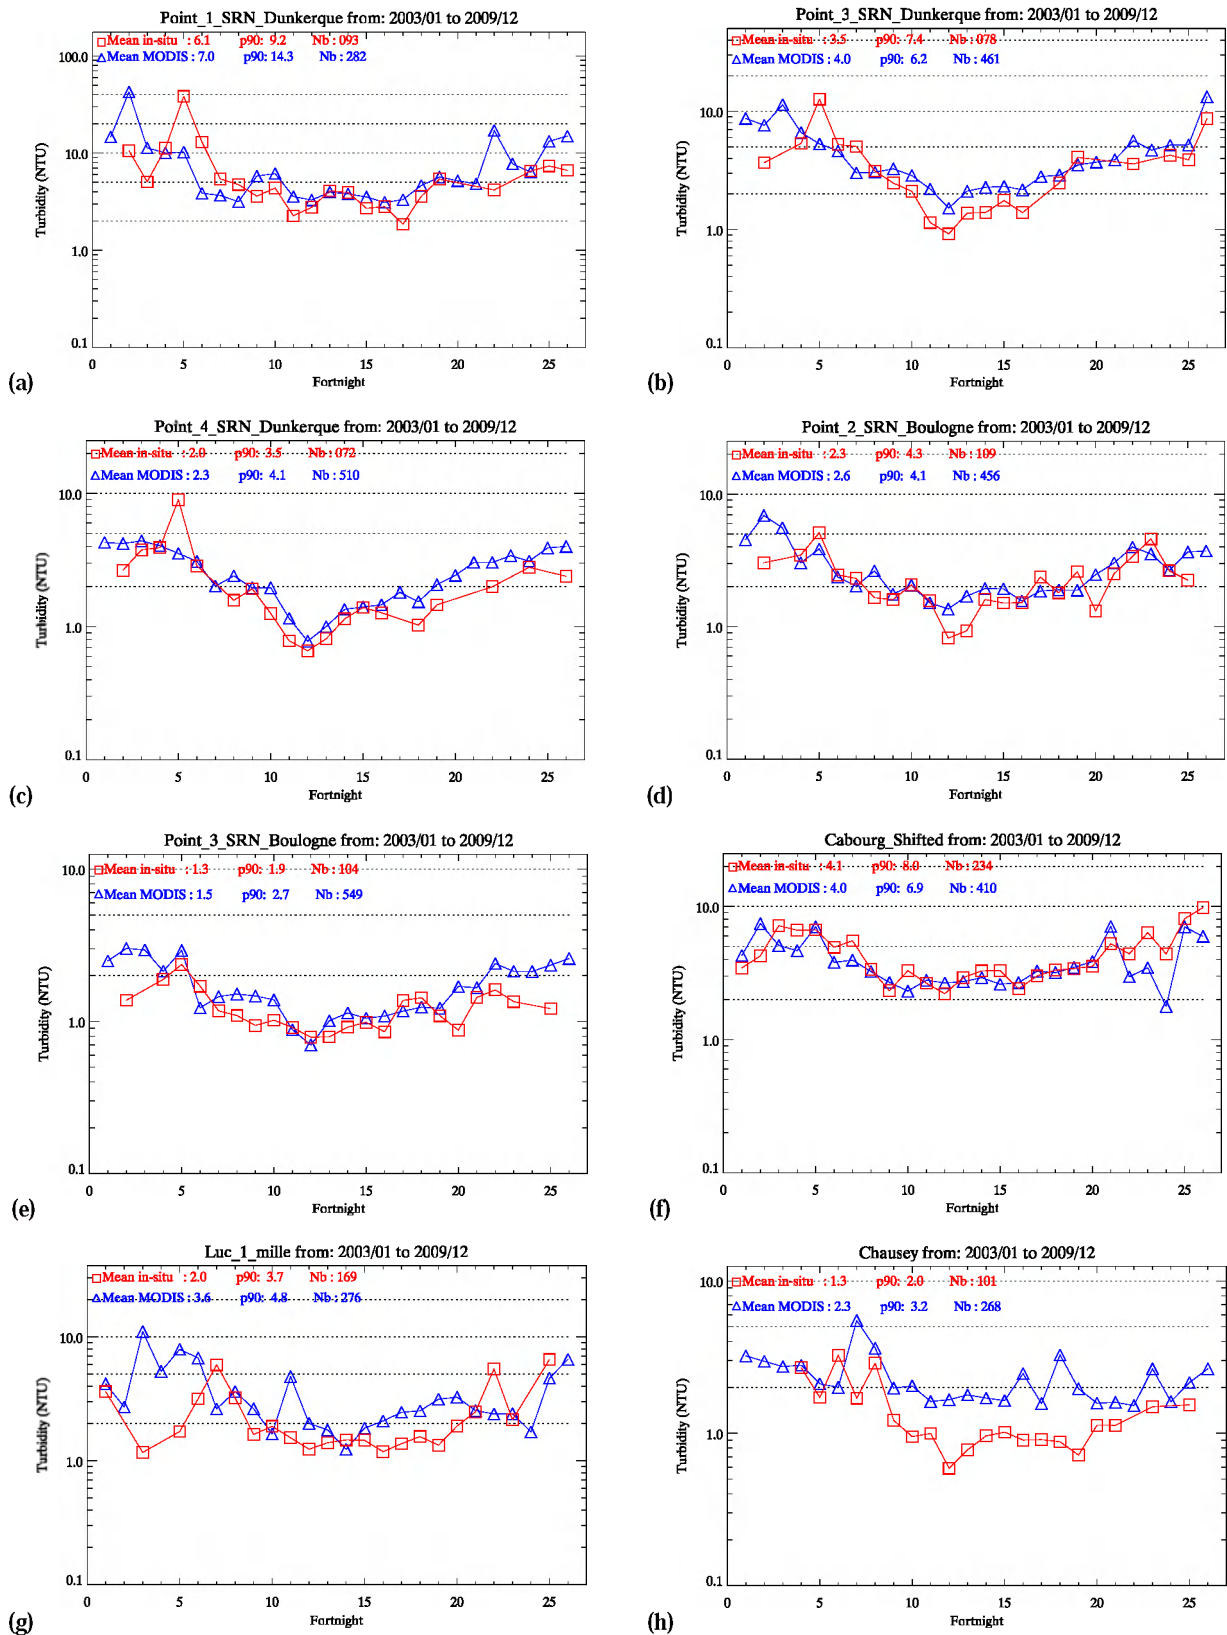 Point_1_SRN_Dunkerque from: 2003/01 to 2009/12
Mean in-situ : 6.1 p90: 9.2 Nb : 093
Mean MODIS : 7.0 p90: 14.3 Nb : 282
Turbidity (NTU)
100.0
10.0
1.0
0.1
0 5 10 15 20 25
Fortnight
(a)
Point_3_SRN_Dunkerque from: 2003/01 to 2009/12
Mean in-situ : 3.5 p90: 7.4 Nb : 078
Mean MODIS : 4.0 p90: 6.2 Nb : 461
Turbidity (NTU)
10.0
1.0
0.1
0 5 10 15 20 25
Fortnight
(b)
Point_4_SRN_Dunkerque from: 2003/01 to 2009/12
Mean in-situ : 2.0 p90: 3.5 Nb : 072
Mean MODIS : 2.3 p90: 4.1 Nb : 510
Turbidity (NTU)
10.0
1.0
0.1
0 5 10 15 20 25
Fortnight
(c)
Point_2_SRN_Boulogne from: 2003/01 to 2009/12
Mean in-situ : 2.3 p90: 4.3 Nb : 109
Mean MODIS : 2.6 p90: 4.1 Nb : 456
Turbidity (NTU)
10.0
1.0
0.1
0 5 10 15 20 25
Fortnight
(d)
Point_3_SRN_Boulogne from: 2003/01 to 2009/12
Mean in-situ : 1.3 p90: 1.9 Nb : 104
Mean MODIS : 1.5 p90: 2.7 Nb : 549
Turbidity (NTU)
10.0
1.0
0.1
0 5 10 15 20 25
Fortnight
(e)
Cabourg_Shifted from: 2003/01 to 2009/12
Mean in-situ : 4.1 p90: 8.0 Nb : 234
Mean MODIS : 4.0 p90: 6.9 Nb : 410
Turbidity (NTU)
10.0
1.0
0.1
0 5 10 15 20 25
Fortnight
(f)
Luc_1_mille from: 2003/01 to 2009/12
Mean in-situ : 2.0 p90: 3.7 Nb : 169
Mean MODIS : 3.6 p90: 4.8 Nb : 276
Turbidity (NTU)
10.0
1.0
0.1
0 5 10 15 20 25
Fortnight
(g)
Chausey from: 2003/01 to 2009/12
Mean in-situ : 1.3 p90: 2.0 Nb : 101
Mean MODIS : 2.3 p90: 3.2 Nb : 268
Turbidity (NTU)
10.0
1.0
0.1
0 5 10 15 20 25
Fortnight
(h)